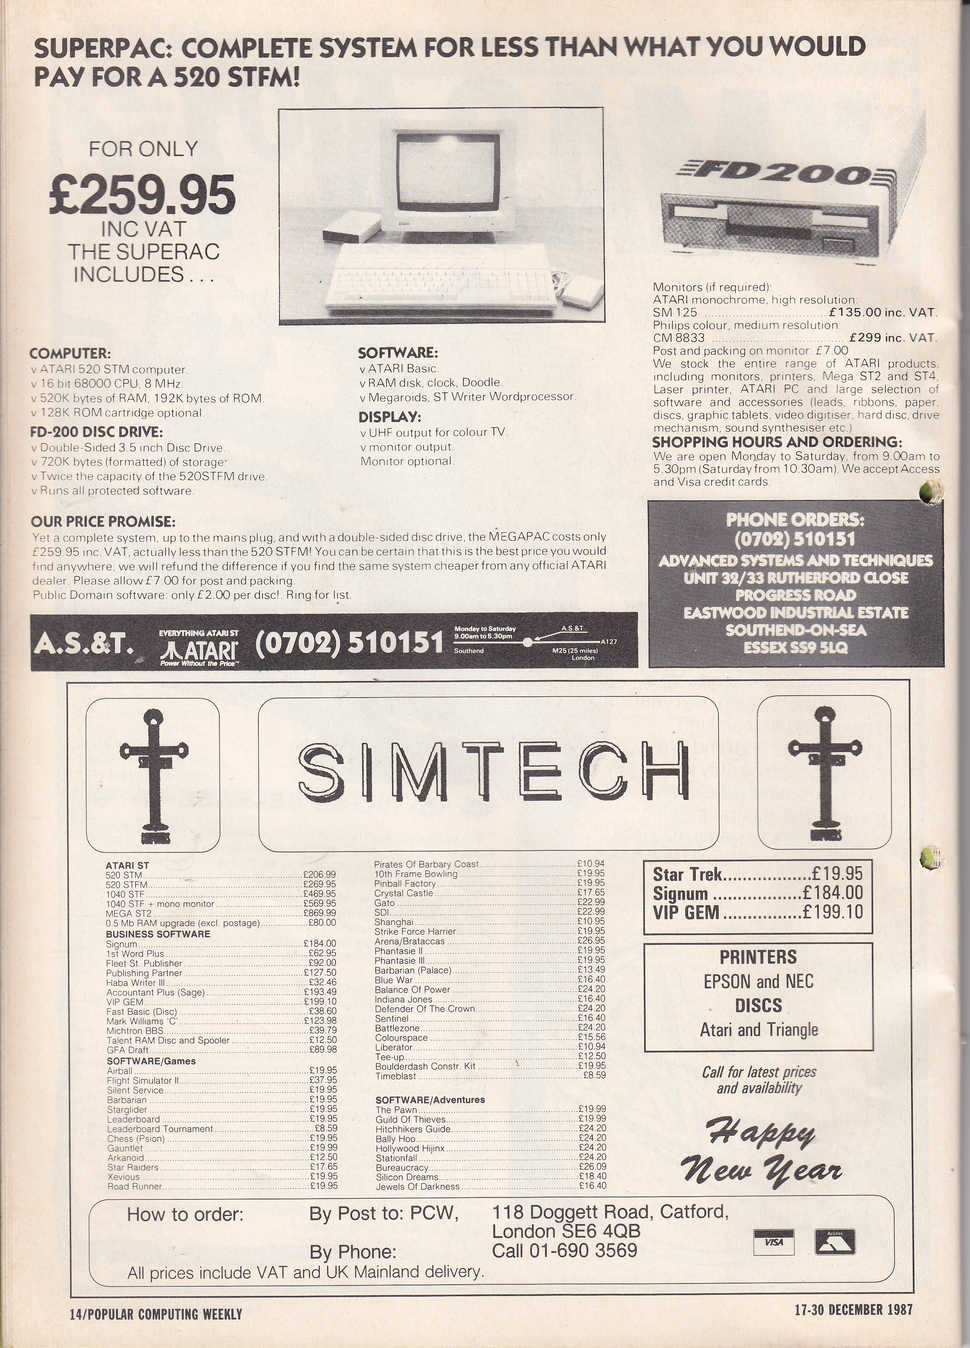 SUPERPAC: COMPLETE SYSTEM FOR LESS THAN WHAT YOU WOULD
PAY FOR A 520 STFM!
FOR ONLY
£259.95
INC VAT
THE SUPERAC
INCLUDES . . .
FD200
Monitors (if required):
ATARI monochrome, high resolution:
SM 125 .......................... £135.00 inc. VAT.
Philips colour, medium resolution
CM 8833 .......................... £299 inc. VAT.
Post and packing on monitor: £7.00
We stock the entire range of ATARI products,
including monitors, printers, Mega ST2 and ST4,
Laser printer, ATARI PC and large selection of
software and accessories (leads, ribbons, paper,
discs, graphic tablets, video digitiser, hard disc, drive
mechanism, sound synthesiser etc.)
SHOPPING HOURS AND ORDERING:
We are open Monday to Saturday, from 9.00am to
5.30pm (Saturday from 10.30am). We accept Access
and Visa credit cards.
COMPUTER:
v ATARI 520 STM computer.
v 16 bit 68000 CPU, 8 MHz.
v 520K bytes of RAM, 192K bytes of ROM.
v 128K ROM cartridge optional.
FD-200 DISC DRIVE:
v Double-Sided 3.5 inch Disc Drive.
v 720K bytes (formatted) of storage
v Twice the capacity of the 520STFM drive.
v Runs all protected software.
SOFTWARE:
v ATARI Basic.
v RAM disk, clock, Doodle.
v Megaroids, ST Writer Wordprocessor.
DISPLAY:
v UHF output for colour TV.
v monitor output.
Monitor optional.
OUR PRICE PROMISE:
Yet a complete system, up to the mains plug, and with a double-sided disc drive, the MEGAPAC costs only
£259.95 inc. VAT, actually less than the 520 STFM! You can be certain that this is the best price you would
find anywhere, we will refund the difference if you find the same system cheaper from any official ATARI
dealer. Please allow £7.00 for post and packing.
Public Domain software: only £2.00 per disc!. Ring for list.
PHONE ORDERS:
(0702) 510151
ADVANCED SYSTEMS AND TECHNIQUES
UNIT 32/33 RUTHERFORD CLOSE
PROGRESS ROAD
EASTWOOD INDUSTRIAL ESTATE
SOUTHEND-ON-SEA
ESSEX SS9 5LQ
A.S.&T.
EVERYTHING ATARI ST
ATARI
Power Without the Price™
(0702) 510151
Monday to Saturday
9.00am to 5.30pm
Southend
A.S.&T.
A127
M25 (25 miles)
London
SIMTECH
ATARI ST
520 STM £206.99
520 STFM £269.95
1040 STF £469.95
1040 STF + mono monitor £569.95
MEGA ST2 £869.99
0.5 Mb RAM upgrade (excl. postage) £80.00
BUSINESS SOFTWARE
Signum £184.00
1st Word Plus £62.95
Fleet St. Publisher £92.00
Publishing Partner £127.50
Haba Writer III £32.46
Accountant Plus (Sage) £193.49
VIP GEM £199.10
Fast Basic (Disc) £38.60
Mark Williams 'C' £123.98
Michtron BBS £39.79
Talent RAM Disc and Spooler £12.50
GFA Draft £89.98
SOFTWARE/Games
Airball £19.95
Flight Simulator II £37.95
Silent Service £19.95
Barbarian £19.95
Starglider £19.95
Leaderboard £19.95
Leaderboard Tournament £8.59
Chess (Psion) £19.95
Gauntlet £19.99
Arkanoid £12.50
Star Raiders £17.65
Xevious £19.95
Road Runner £19.95
Pirates Of Barbary Coast £10.94
10th Frame Bowling £19.95
Pinball Factory £19.95
Crystal Castle £17.65
Gato £22.99
SDI £22.99
Shanghai £10.95
Strike Force Harrier £19.95
Arena/Brataccas £26.95
Phantasie II £19.95
Phantasie III £19.95
Barbarian (Palace) £13.49
Blue War £16.40
Balance Of Power £24.20
Indiana Jones £16.40
Defender Of The Crown £24.20
Sentinel £16.40
Battlezone £24.20
Colourspace £15.56
Liberator £10.94
Tee-up £12.50
Boulderdash Constr. Kit £19.95
Timeblast £8.59
SOFTWARE/Adventures
The Pawn £19.99
Guild Of Thieves £19.99
Hitchhikers Guide £24.20
Bally Hoo £24.20
Hollywood Hijinx £24.20
Stationfall £24.20
Bureaucracy £26.09
Silicon Dreams £18.40
Jewels Of Darkness £16.40
Star Trek..................£19.95
Signum ..................£184.00
VIP GEM ................£199.10
PRINTERS
EPSON and NEC
DISCS
Atari and Triangle
Call for latest prices
and availability
Happy
New Year
How to order: By Post to: PCW, 118 Doggett Road, Catford,
London SE6 4QB
By Phone: Call 01-690 3569
All prices include VAT and UK Mainland delivery.
VISA
Access
14/POPULAR COMPUTING WEEKLY
17-30 DECEMBER 1987